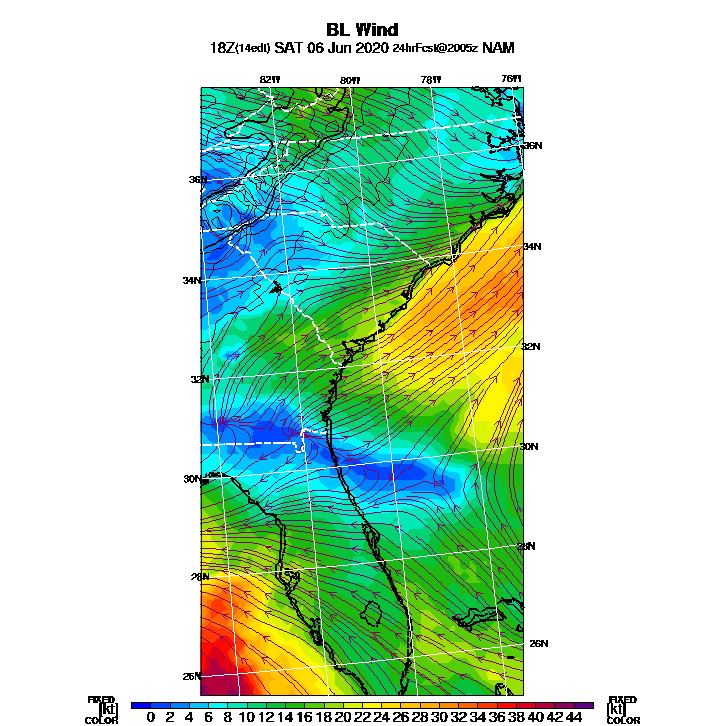 BL Wind
18Z(14edt) SAT 06 Jun 2020 24hrFcst@2005z NAM
82W 80W 78W 76W
36N
36N
34N
34N
32N
32N
30N
30N
28N
28N
26N
26N
FIXED FIXED
[kt] 0 2 4 6 8 10 12 14 16 18 20 22 24 26 28 30 32 34 36 38 40 42 44 [kt]
COLOR COLOR